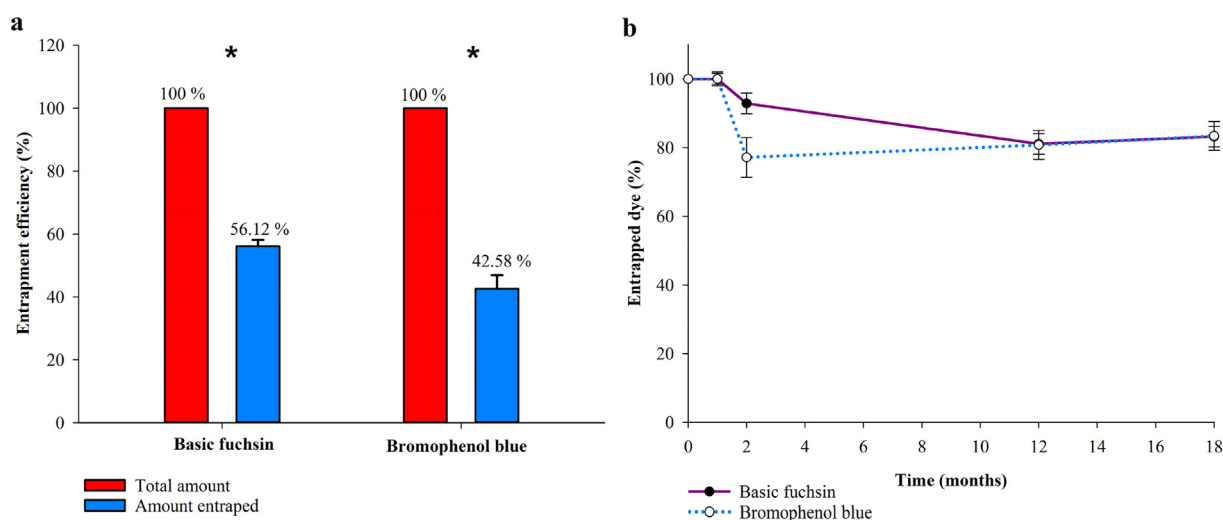 a
Entrapment efficiency (%)
120
100
80
60
40
20
0
*
*
100 %
56.12 %
100 %
42.58 %
Basic fuchsin
Bromophenol blue
Total amount
Amount entraped
b
Entrapped dye (%)
100
80
60
40
20
0
0 2 4 6 8 10 12 14 16 18
Time (months)
Basic fuchsin
Bromophenol blue